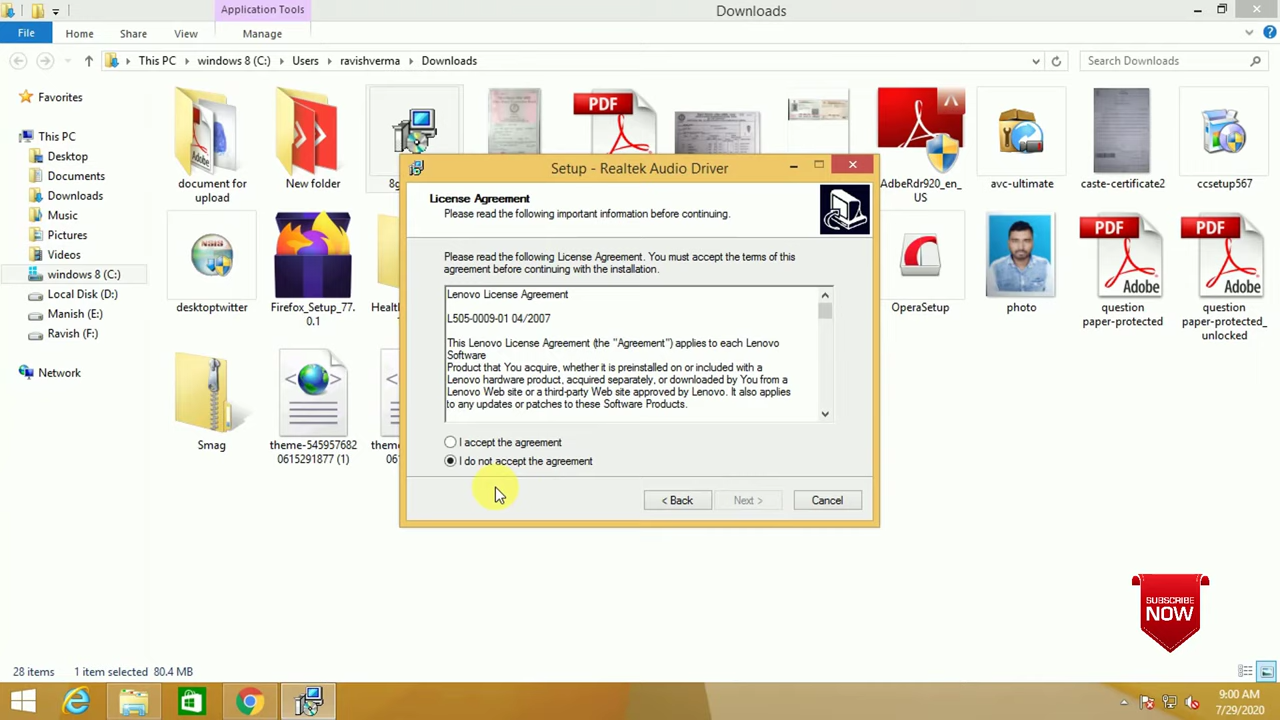 Application Tools
Downloads
File
Home
Share
View
Manage
This PC
windows 8 (C:)
Users
ravishverma
Downloads
Search Downloads
Favorites
This PC
Desktop
Documents
Downloads
Music
Pictures
Videos
windows 8 (C:)
Local Disk (D:)
Manish (E:)
Ravish (F:)
Network
PDF
document for
upload
New folder
8g
AdbeRdr920_en_
US
avc-ultimate
caste-certificate2
ccsetup567
desktoptwitter
Firefox_Setup_77.
0.1
Healt
OperaSetup
photo
PDF
question
paper-protected
PDF
question
paper-protected_
unlocked
Smag
theme-545957682
0615291877 (1)
them
06
Adobe
Adobe
Adobe
Setup - Realtek Audio Driver
License Agreement
Please read the following important information before continuing.
Please read the following License Agreement. You must accept the terms of this
agreement before continuing with the installation.
Lenovo License Agreement
L505-0009-01 04/2007
This Lenovo License Agreement (the "Agreement") applies to each Lenovo
Software
Product that You acquire, whether it is preinstalled on or included with a
Lenovo hardware product, acquired separately, or downloaded by You from a
Lenovo Web site or a third-party Web site approved by Lenovo. It also applies
to any updates or patches to these Software Products.
I accept the agreement
I do not accept the agreement
< Back
Next >
Cancel
SUBSCRIBE
NOW
28 items
1 item selected
80.4 MB
9:00 AM
7/29/2020